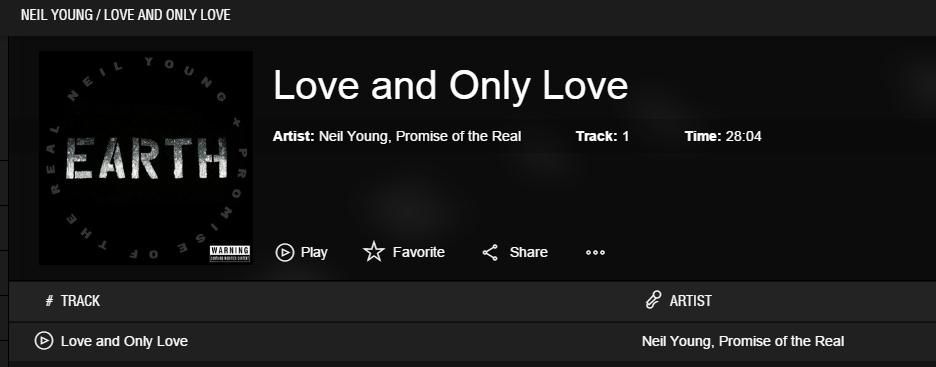 NEIL YOUNG / LOVE AND ONLY LOVE
NEIL YOUNG x PROMISE OF THE REAL
EARTH
WARNING
Love and Only Love
Artist: Neil Young, Promise of the Real Track: 1 Time: 28:04
Play Favorite Share
# TRACK ARTIST
Love and Only Love Neil Young, Promise of the Real